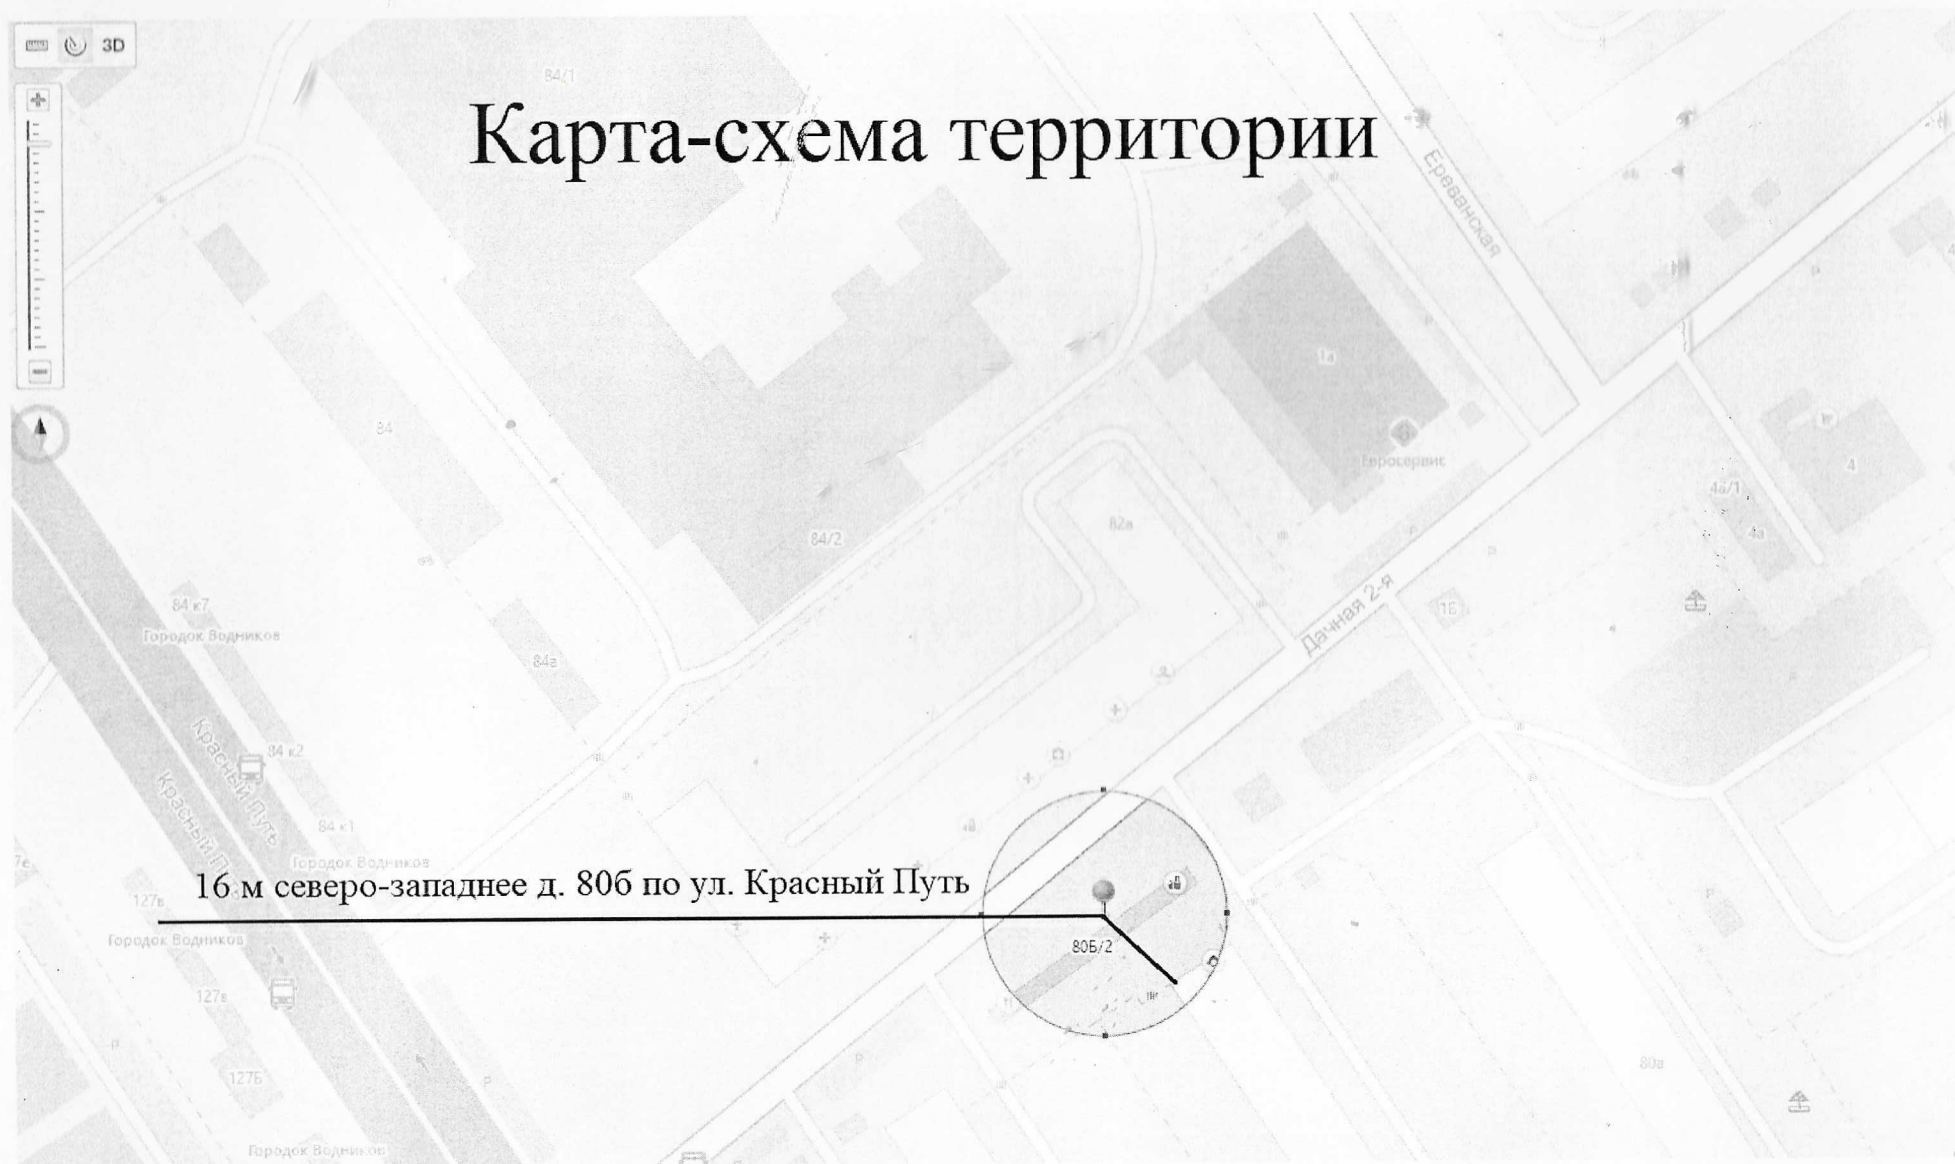 3D
84/1
Карта-схема территории
Ереванская
1а
Евросервис
84
4
4а/1
4а
82а
84/2
Дачная 2-я
1Б
84 к7
Городок Водников
84а
Красный Путь
84 к2
84 к1
Городок Водников
16 м северо-западнее д. 80б по ул. Красный Путь
127в
Городок Водников
80Б/2
127в
127Б
80а
Городок Водников